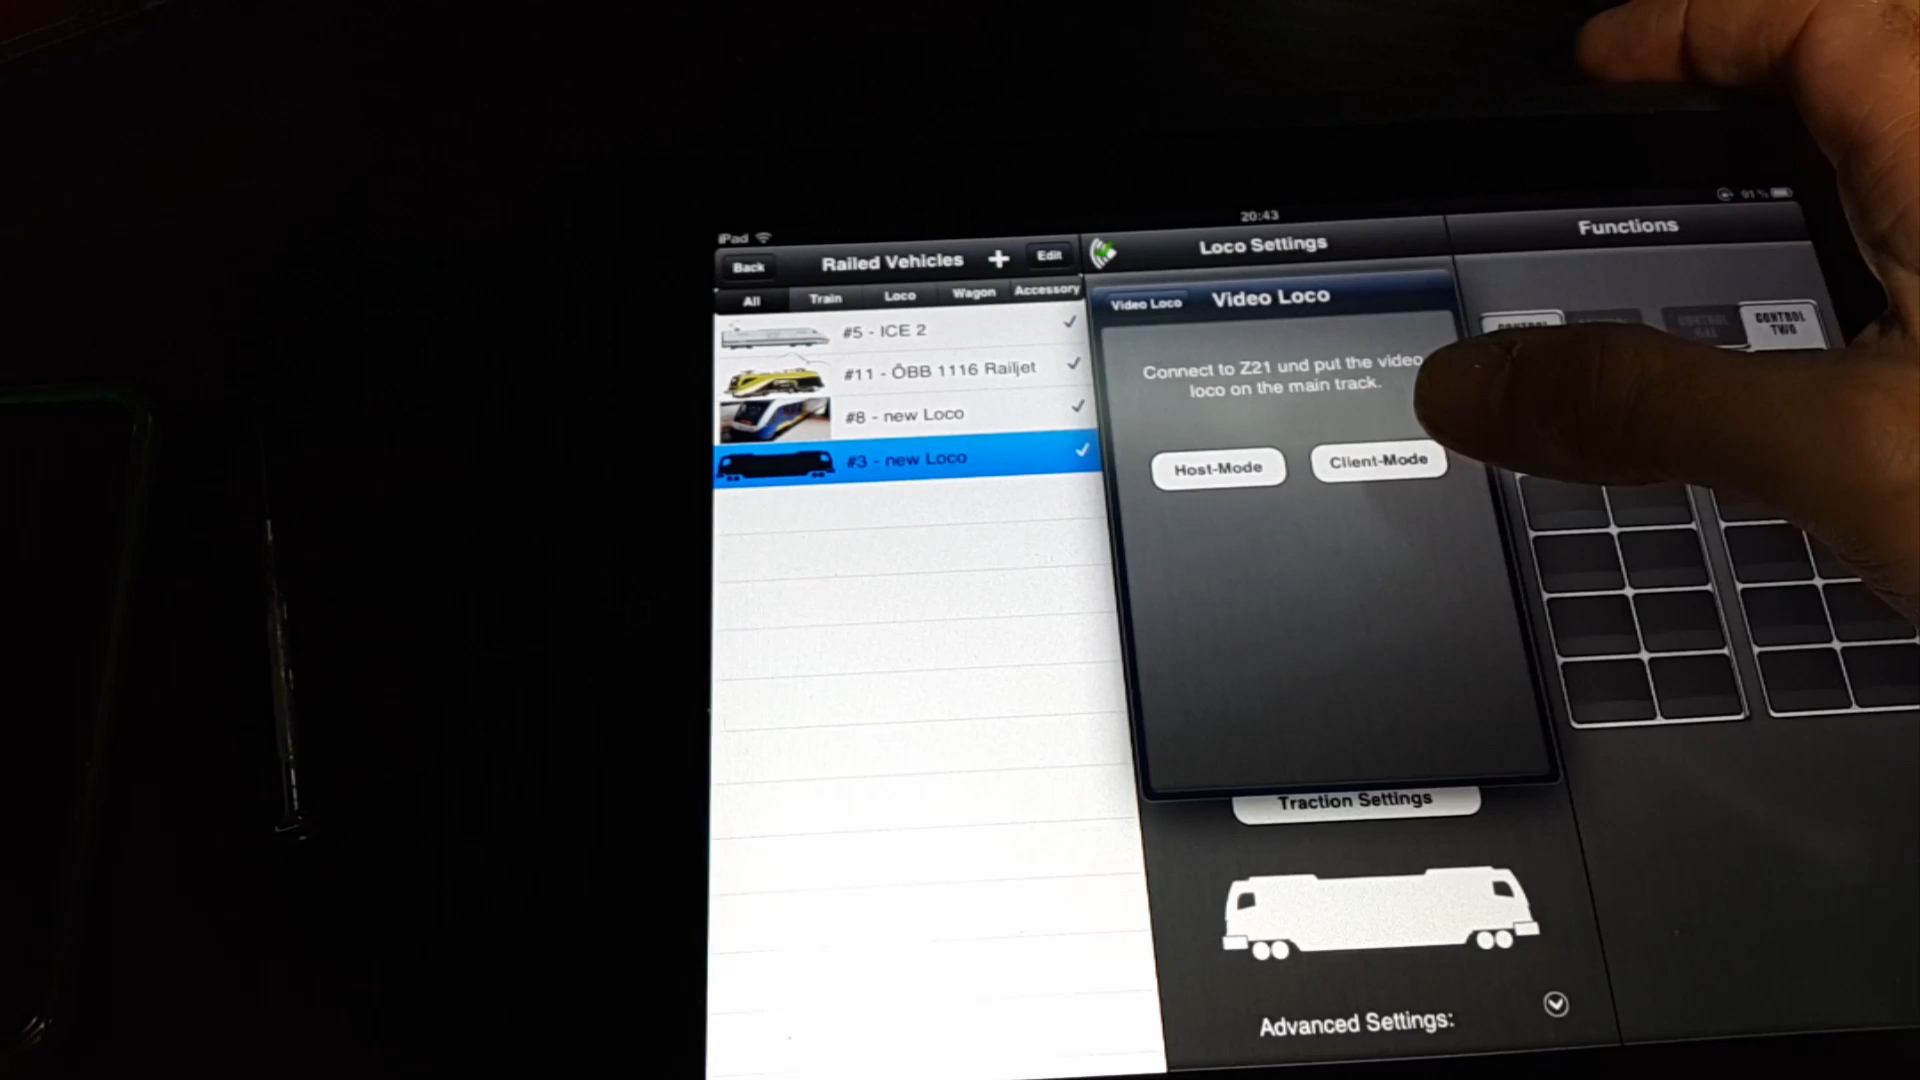 iPad
20:43
91 %
Back
Railed Vehicles
+
Edit
Loco Settings
Functions
All
Train
Loco
Wagon
Accessory
#5 - ICE 2
#11 - ÖBB 1116 Railjet
#8 - new Loco
#3 - new Loco
Video Loco
Video Loco
Connect to Z21 und put the video
loco on the main track.
Host-Mode
Client-Mode
CONTROL
TWO
Traction Settings
Advanced Settings: